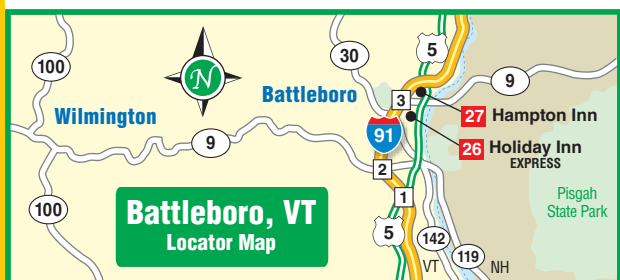 5
30
100
9
3
Battleboro
27 Hampton Inn
Wilmington
91
9
26 Holiday Inn
EXPRESS
2
Pisgah
State Park
1
100
Battleboro, VT
Locator Map
5
142
119
VT
NH
N